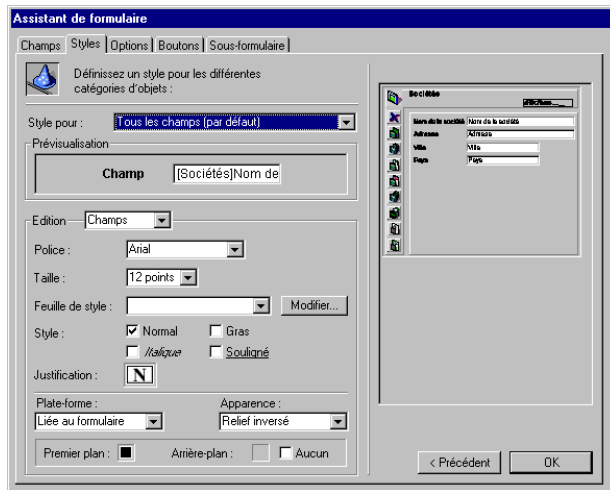 Assistant de formulaire
Champs Styles Options Boutons Sous-formulaire
Définissez un style pour les différentes
catégories d'objets :
Style pour : Tous les champs (par défaut)
Prévisualisation
Champ [Sociétés]Nom de
Edition Champs
Police : Arial
Taille : 12 points
Feuille de style : Modifier...
Style : Normal Gras
Italique Souligné
Justification : N
Plate-forme : Apparence :
Liée au formulaire Relief inversé
Premier plan : Arrière-plan : Aucun
Sociétés
Nom de la société Nom de la société
Adresse Adresse
Ville Ville
Pays Pays
< Précédent OK